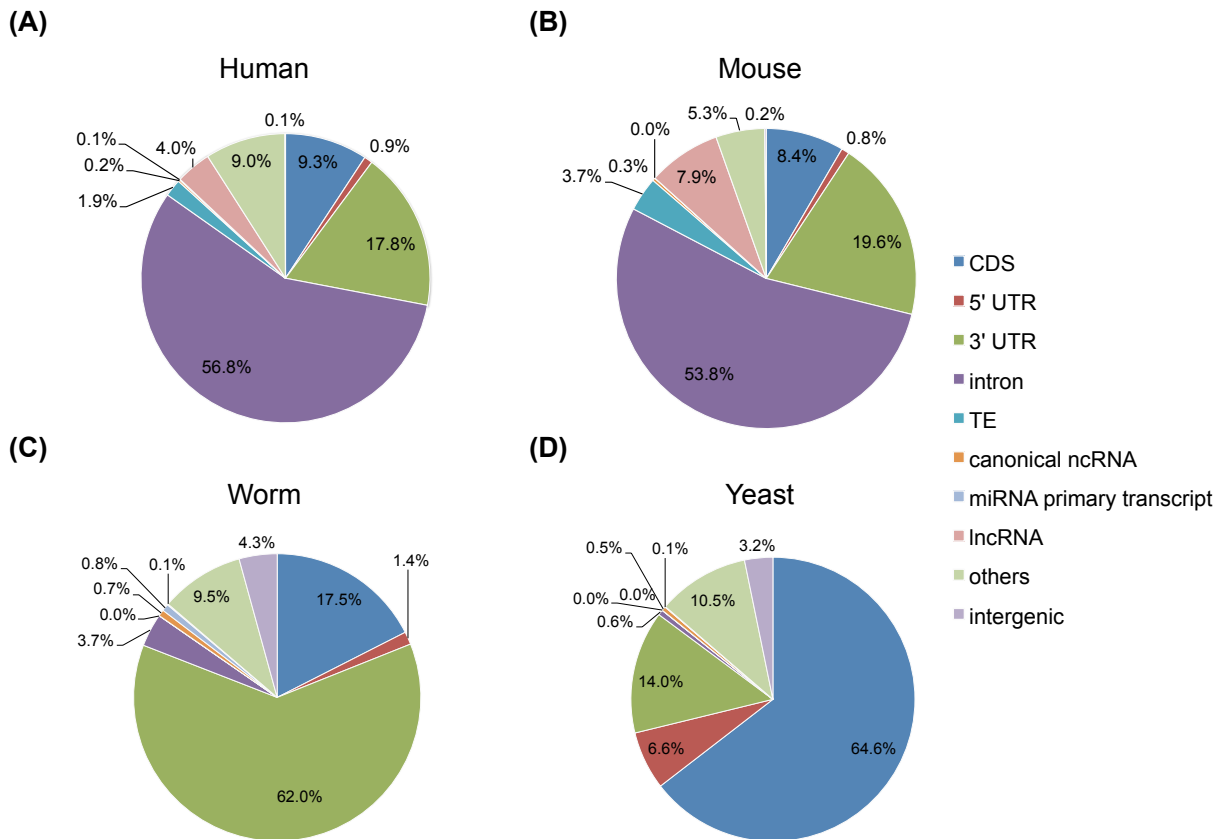 (A)
Human
0.1%
0.9%
9.3%
17.8%
56.8%
1.9%
0.2%
0.1%
4.0%
9.0%
(B)
Mouse
0.2%
8.4%
0.8%
19.6%
53.8%
3.7%
0.3%
0.0%
7.9%
5.3%
CDS
5' UTR
3' UTR
intron
TE
canonical ncRNA
miRNA primary transcript
lncRNA
others
intergenic
(C)
Worm
4.3%
17.5%
1.4%
62.0%
3.7%
0.0%
0.7%
0.8%
0.1%
9.5%
(D)
Yeast
3.2%
64.6%
6.6%
14.0%
0.6%
0.0%
0.5%
0.0%
0.1%
10.5%